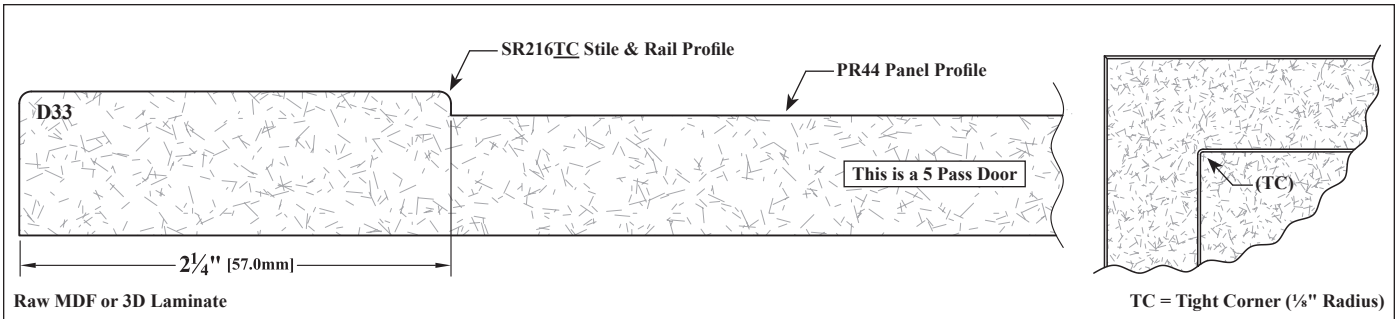 SR216TC Stile & Rail Profile
PR44 Panel Profile
D33
This is a 5 Pass Door
(TC)
2¼" [57.0mm]
Raw MDF or 3D Laminate
TC = Tight Corner (⅛" Radius)